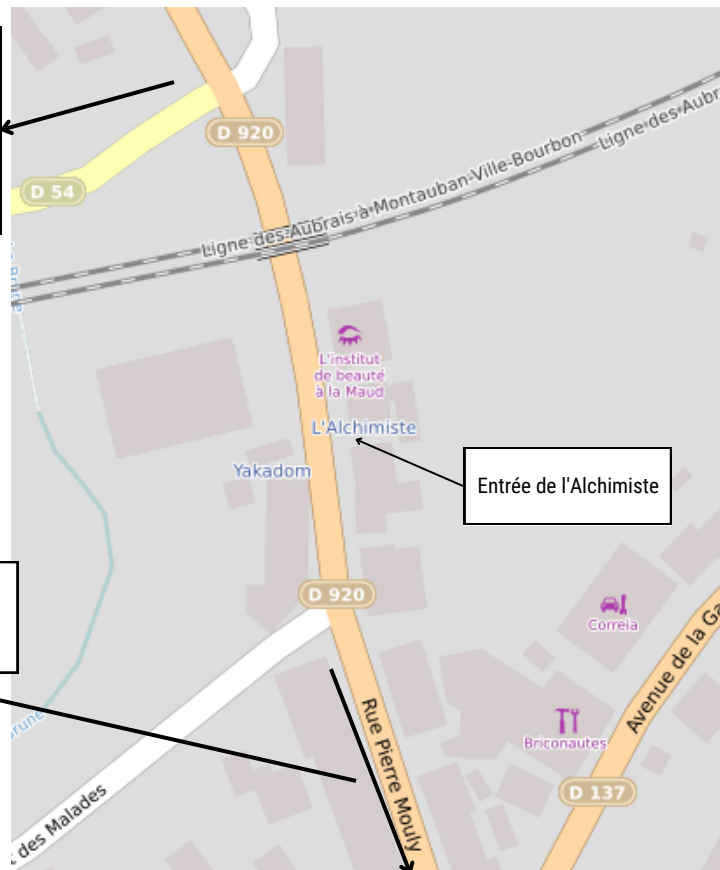 D 920
D 54
Ligne des Aubrais à Montauban-Ville-Bourbon
Ligne des Aubr
L'institut
de beauté
à la Maud
L'Alchimiste
Yakadom
Entrée de l'Alchimiste
D 920
Correia
Avenue de la Ga
Rue Pierre Mouly
Briconautes
D 137
des Malades